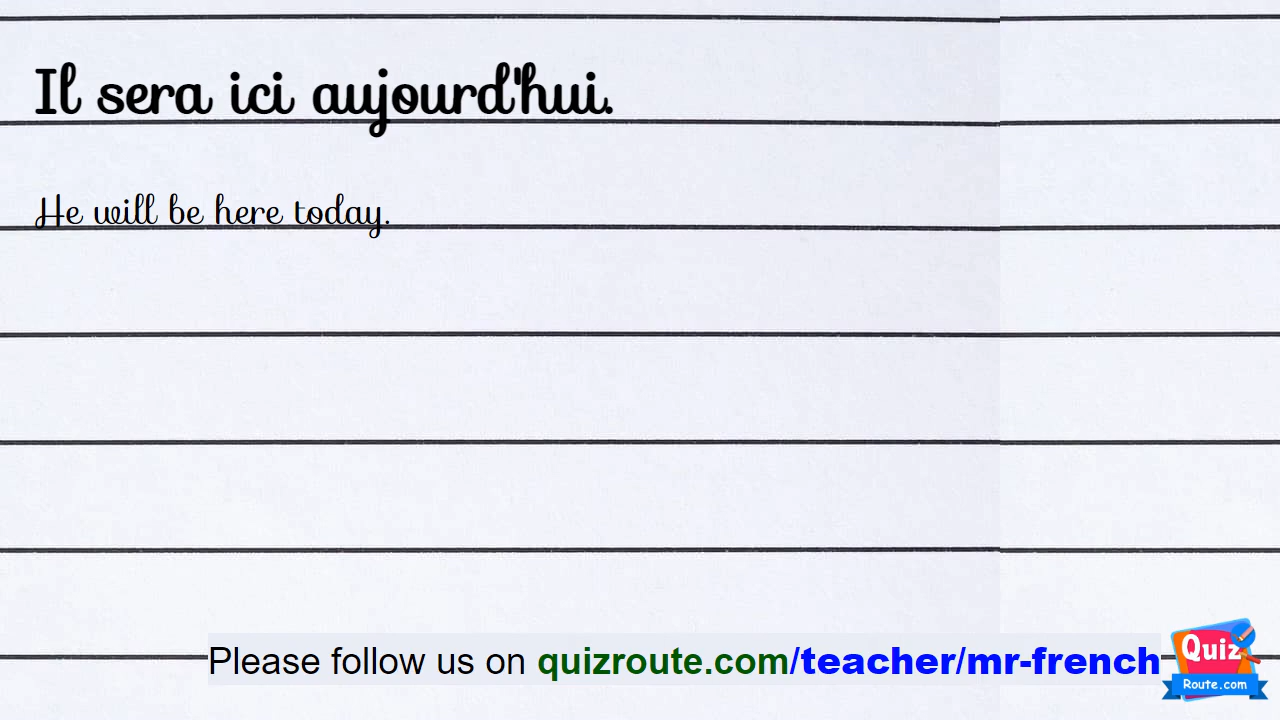 Il sera ici aujourd'hui.
He will be here today.
Please follow us on quizroute.com/teacher/mr-french
Quiz
Route.com